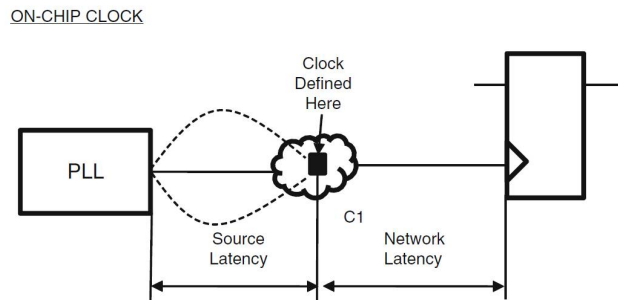 ON-CHIP CLOCK
Clock
Defined
Here
PLL
C1
Source
Latency
Network
Latency